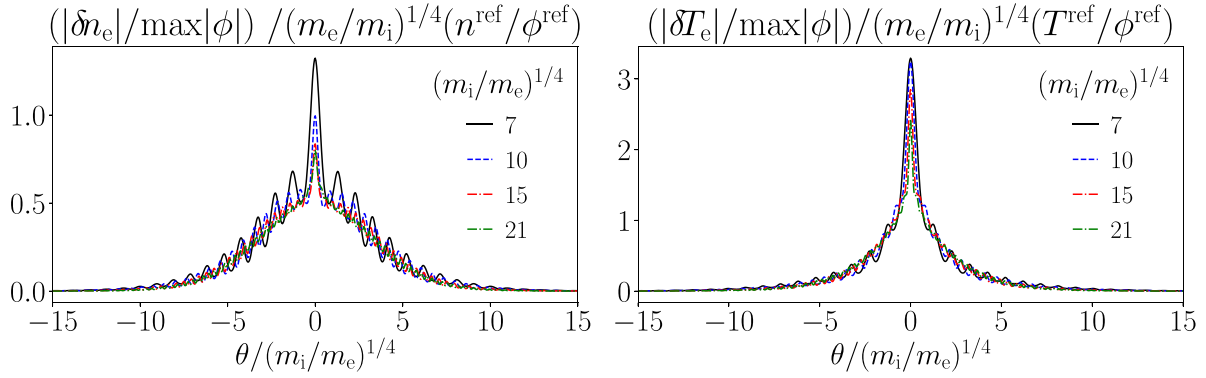 (|δn_e|/max|ϕ|) /(m_e/m_i)^{1/4}(n^{ref}/ϕ^{ref})
(m_i/m_e)^{1/4}
7
10
15
21
1.0
0.5
0.0
−15 −10 −5 0 5 10 15
θ/(m_i/m_e)^{1/4}
(|δT_e|/max|ϕ|)/(m_e/m_i)^{1/4}(T^{ref}/ϕ^{ref})
(m_i/m_e)^{1/4}
7
10
15
21
3
2
1
0
−15 −10 −5 0 5 10 15
θ/(m_i/m_e)^{1/4}